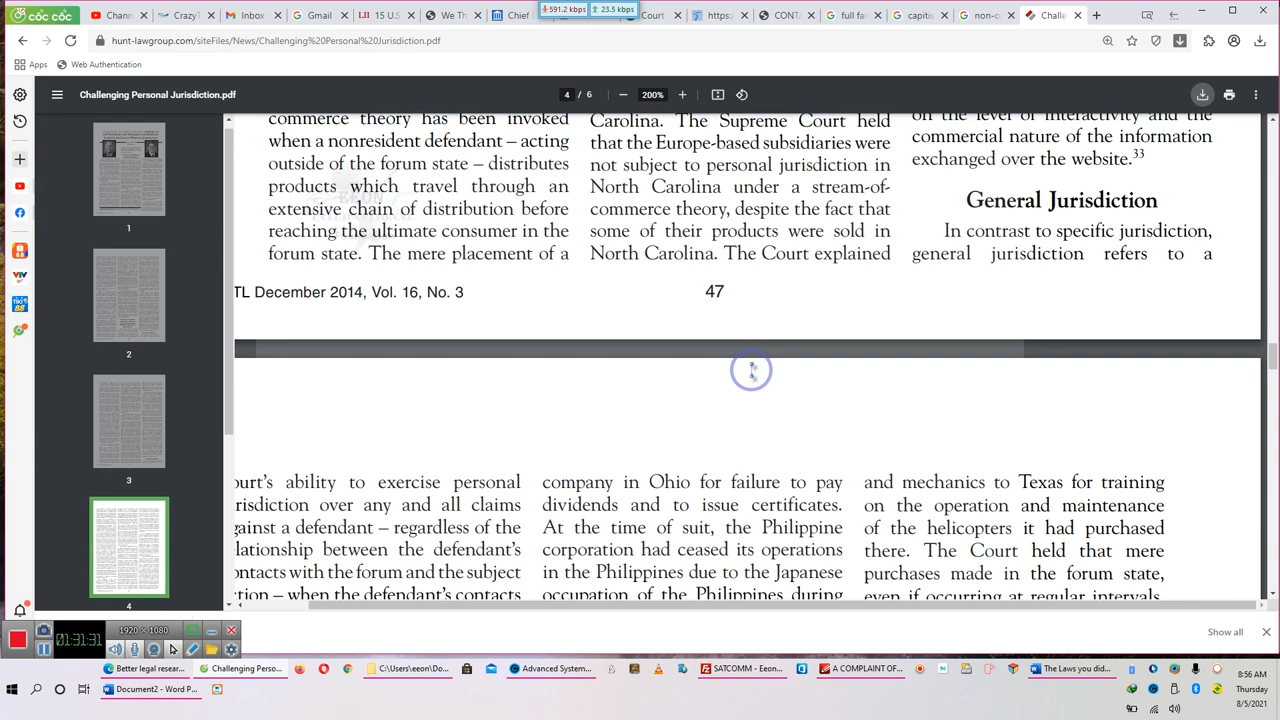 cốc cốc
Chann
Crazy
Inbox
Gmail
15 U.S
We To
Chief
591.2 kbps
23.5 kbps
Court
https:/
CONTA
full fai
capitis
non-o
Challe
hunt-lawgroup.com/siteFiles/News/Challenging%20Personal%20Jurisdiction.pdf
Apps
Web Authentication
Challenging Personal Jurisdiction.pdf
4 / 6
200%
1
2
3
4
commerce theory has been invoked
when a nonresident defendant – acting
outside of the forum state – distributes
products which travel through an
extensive chain of distribution before
reaching the ultimate consumer in the
forum state. The mere placement of a
Carolina. The Supreme Court held
that the Europe-based subsidiaries were
not subject to personal jurisdiction in
North Carolina under a stream-of-
commerce theory, despite the fact that
some of their products were sold in
North Carolina. The Court explained
on the level of interactivity and the
commercial nature of the information
exchanged over the website.33
General Jurisdiction
In contrast to specific jurisdiction,
general jurisdiction refers to a
TL December 2014, Vol. 16, No. 3
47
ourt's ability to exercise personal
risdiction over any and all claims
gainst a defendant – regardless of the
lationship between the defendant's
ontacts with the forum and the subject
ction – when the defendant's contacts
company in Ohio for failure to pay
dividends and to issue certificates.
At the time of suit, the Philippine
corporation had ceased its operations
in the Philippines due to the Japanese
occupation of the Philippines during
and mechanics to Texas for training
on the operation and maintenance
of the helicopters it had purchased
there. The Court held that mere
purchases made in the forum state,
even if occurring at regular intervals,
Show all
01:31:31
1920 × 1080
Better legal resear...
Challenging Perso...
C:\Users\eeon\Do...
Advanced System...
SATCOMM - Eeon...
A COMPLAINT OF...
The Laws you did...
Document2 - Word P...
8:56 AM
Thursday
8/5/2021